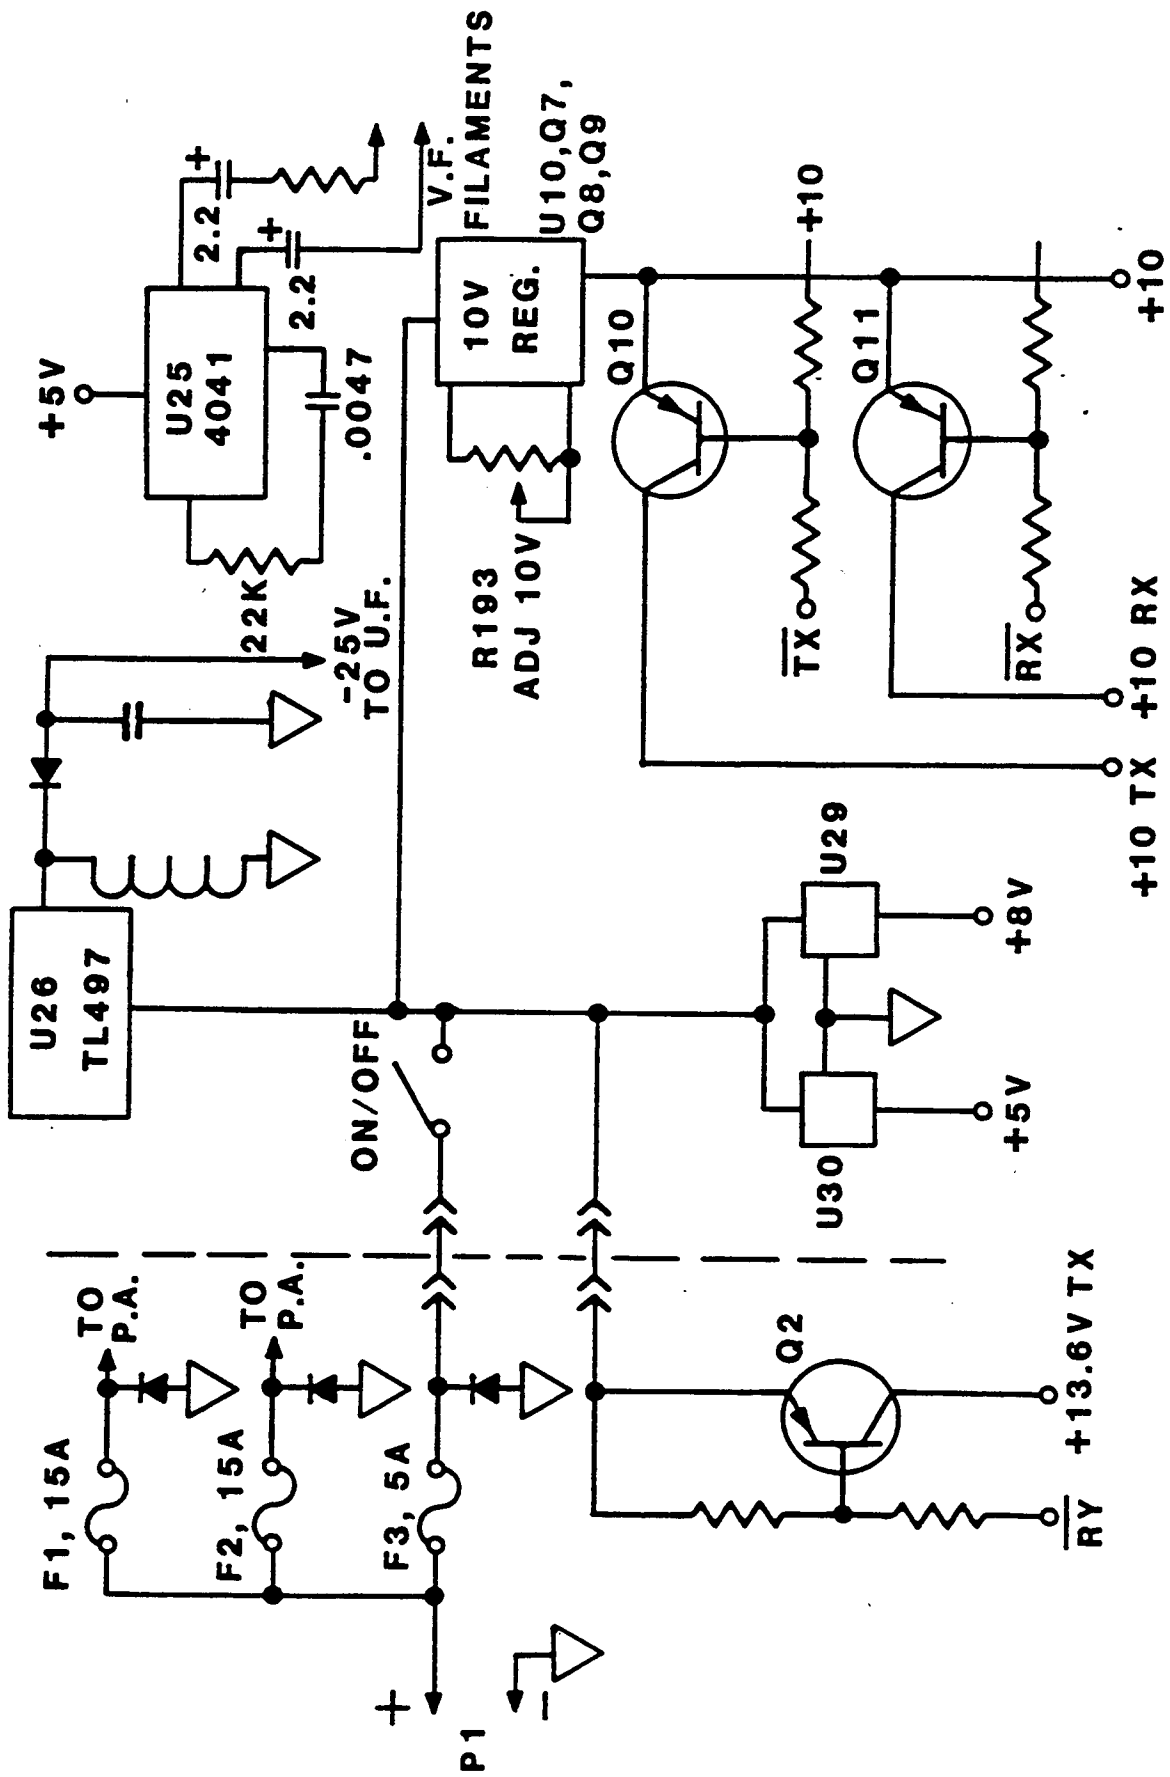 U26
TL497
-25V
TO U.F.
+5V
U25
4041
22K
.0047
2.2
+
2.2
+
V.F.
FILAMENTS
10V
REG.
U10,Q7,
Q8,Q9
R193
ADJ 10V
Q10
+10
TX
Q11
RX
+10
+10 RX
+10 TX
ON/OFF
U29
+8V
U30
+5V
TO
P.A.
TO
P.A.
F1, 15A
F2, 15A
F3, 5A
+
P1
-
Q2
+13.6V TX
RY